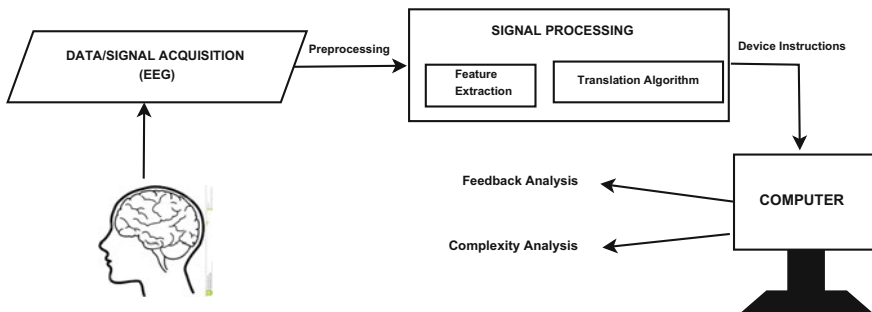 DATA/SIGNAL ACQUISITION
(EEG)
Preprocessing
SIGNAL PROCESSING
Feature
Extraction
Translation Algorithm
Device Instructions
COMPUTER
Feedback Analysis
Complexity Analysis